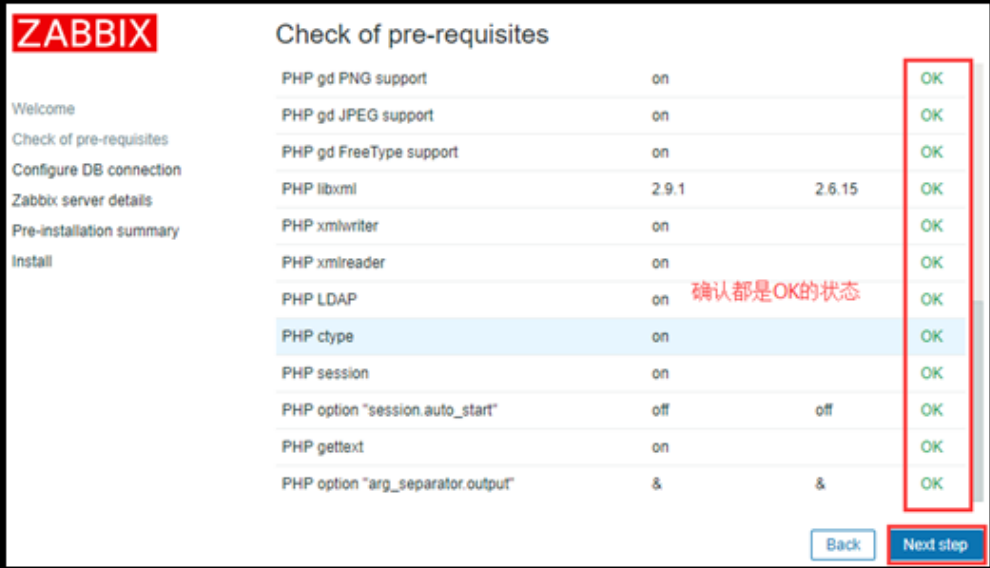 ZABBIX
Welcome
Check of pre-requisites
Configure DB connection
Zabbix server details
Pre-installation summary
Install
Check of pre-requisites
PHP gd PNG support on OK
PHP gd JPEG support on OK
PHP gd FreeType support on OK
PHP libxml 2.9.1 2.6.15 OK
PHP xmlwriter on OK
PHP xmlreader on OK
PHP LDAP on OK
确认都是OK的状态
PHP ctype on OK
PHP session on OK
PHP option "session.auto_start" off off OK
PHP gettext on OK
PHP option "arg_separator.output" & & OK
Back Next step